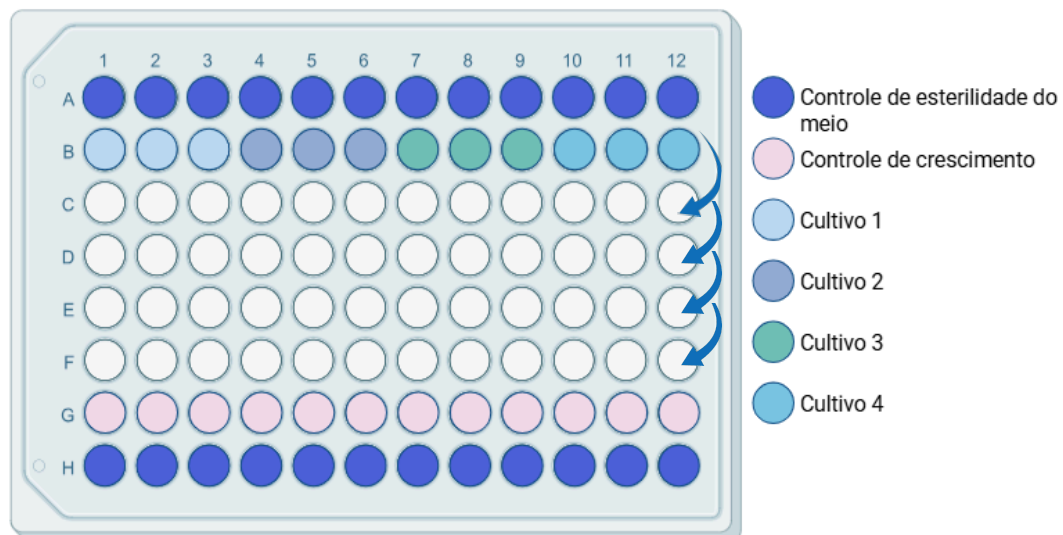 1 2 3 4 5 6 7 8 9 10 11 12
A
B
C
D
E
F
G
H
Controle de esterilidade do
meio
Controle de crescimento
Cultivo 1
Cultivo 2
Cultivo 3
Cultivo 4